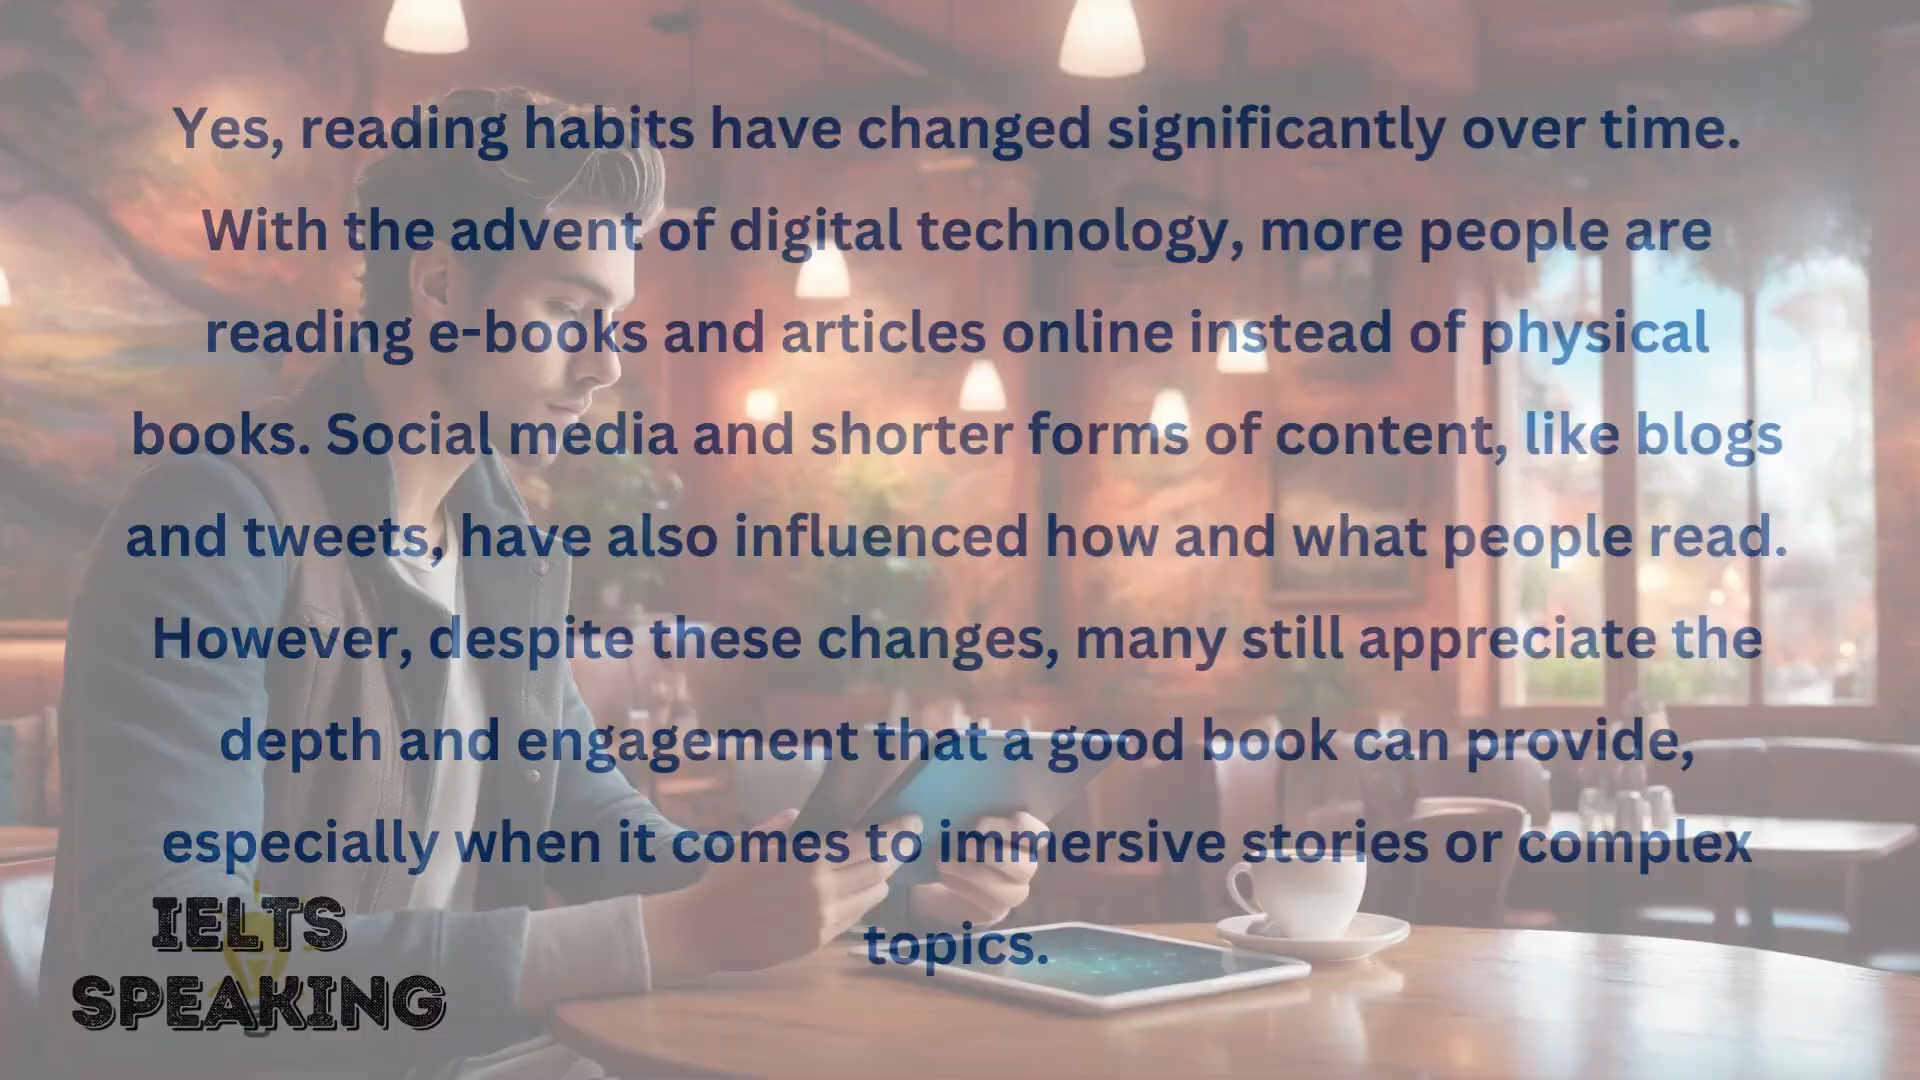 Yes, reading habits have changed significantly over time.
With the advent of digital technology, more people are
reading e-books and articles online instead of physical
books. Social media and shorter forms of content, like blogs
and tweets, have also influenced how and what people read.
However, despite these changes, many still appreciate the
depth and engagement that a good book can provide,
especially when it comes to immersive stories or complex
topics.
IELTS
SPEAKING